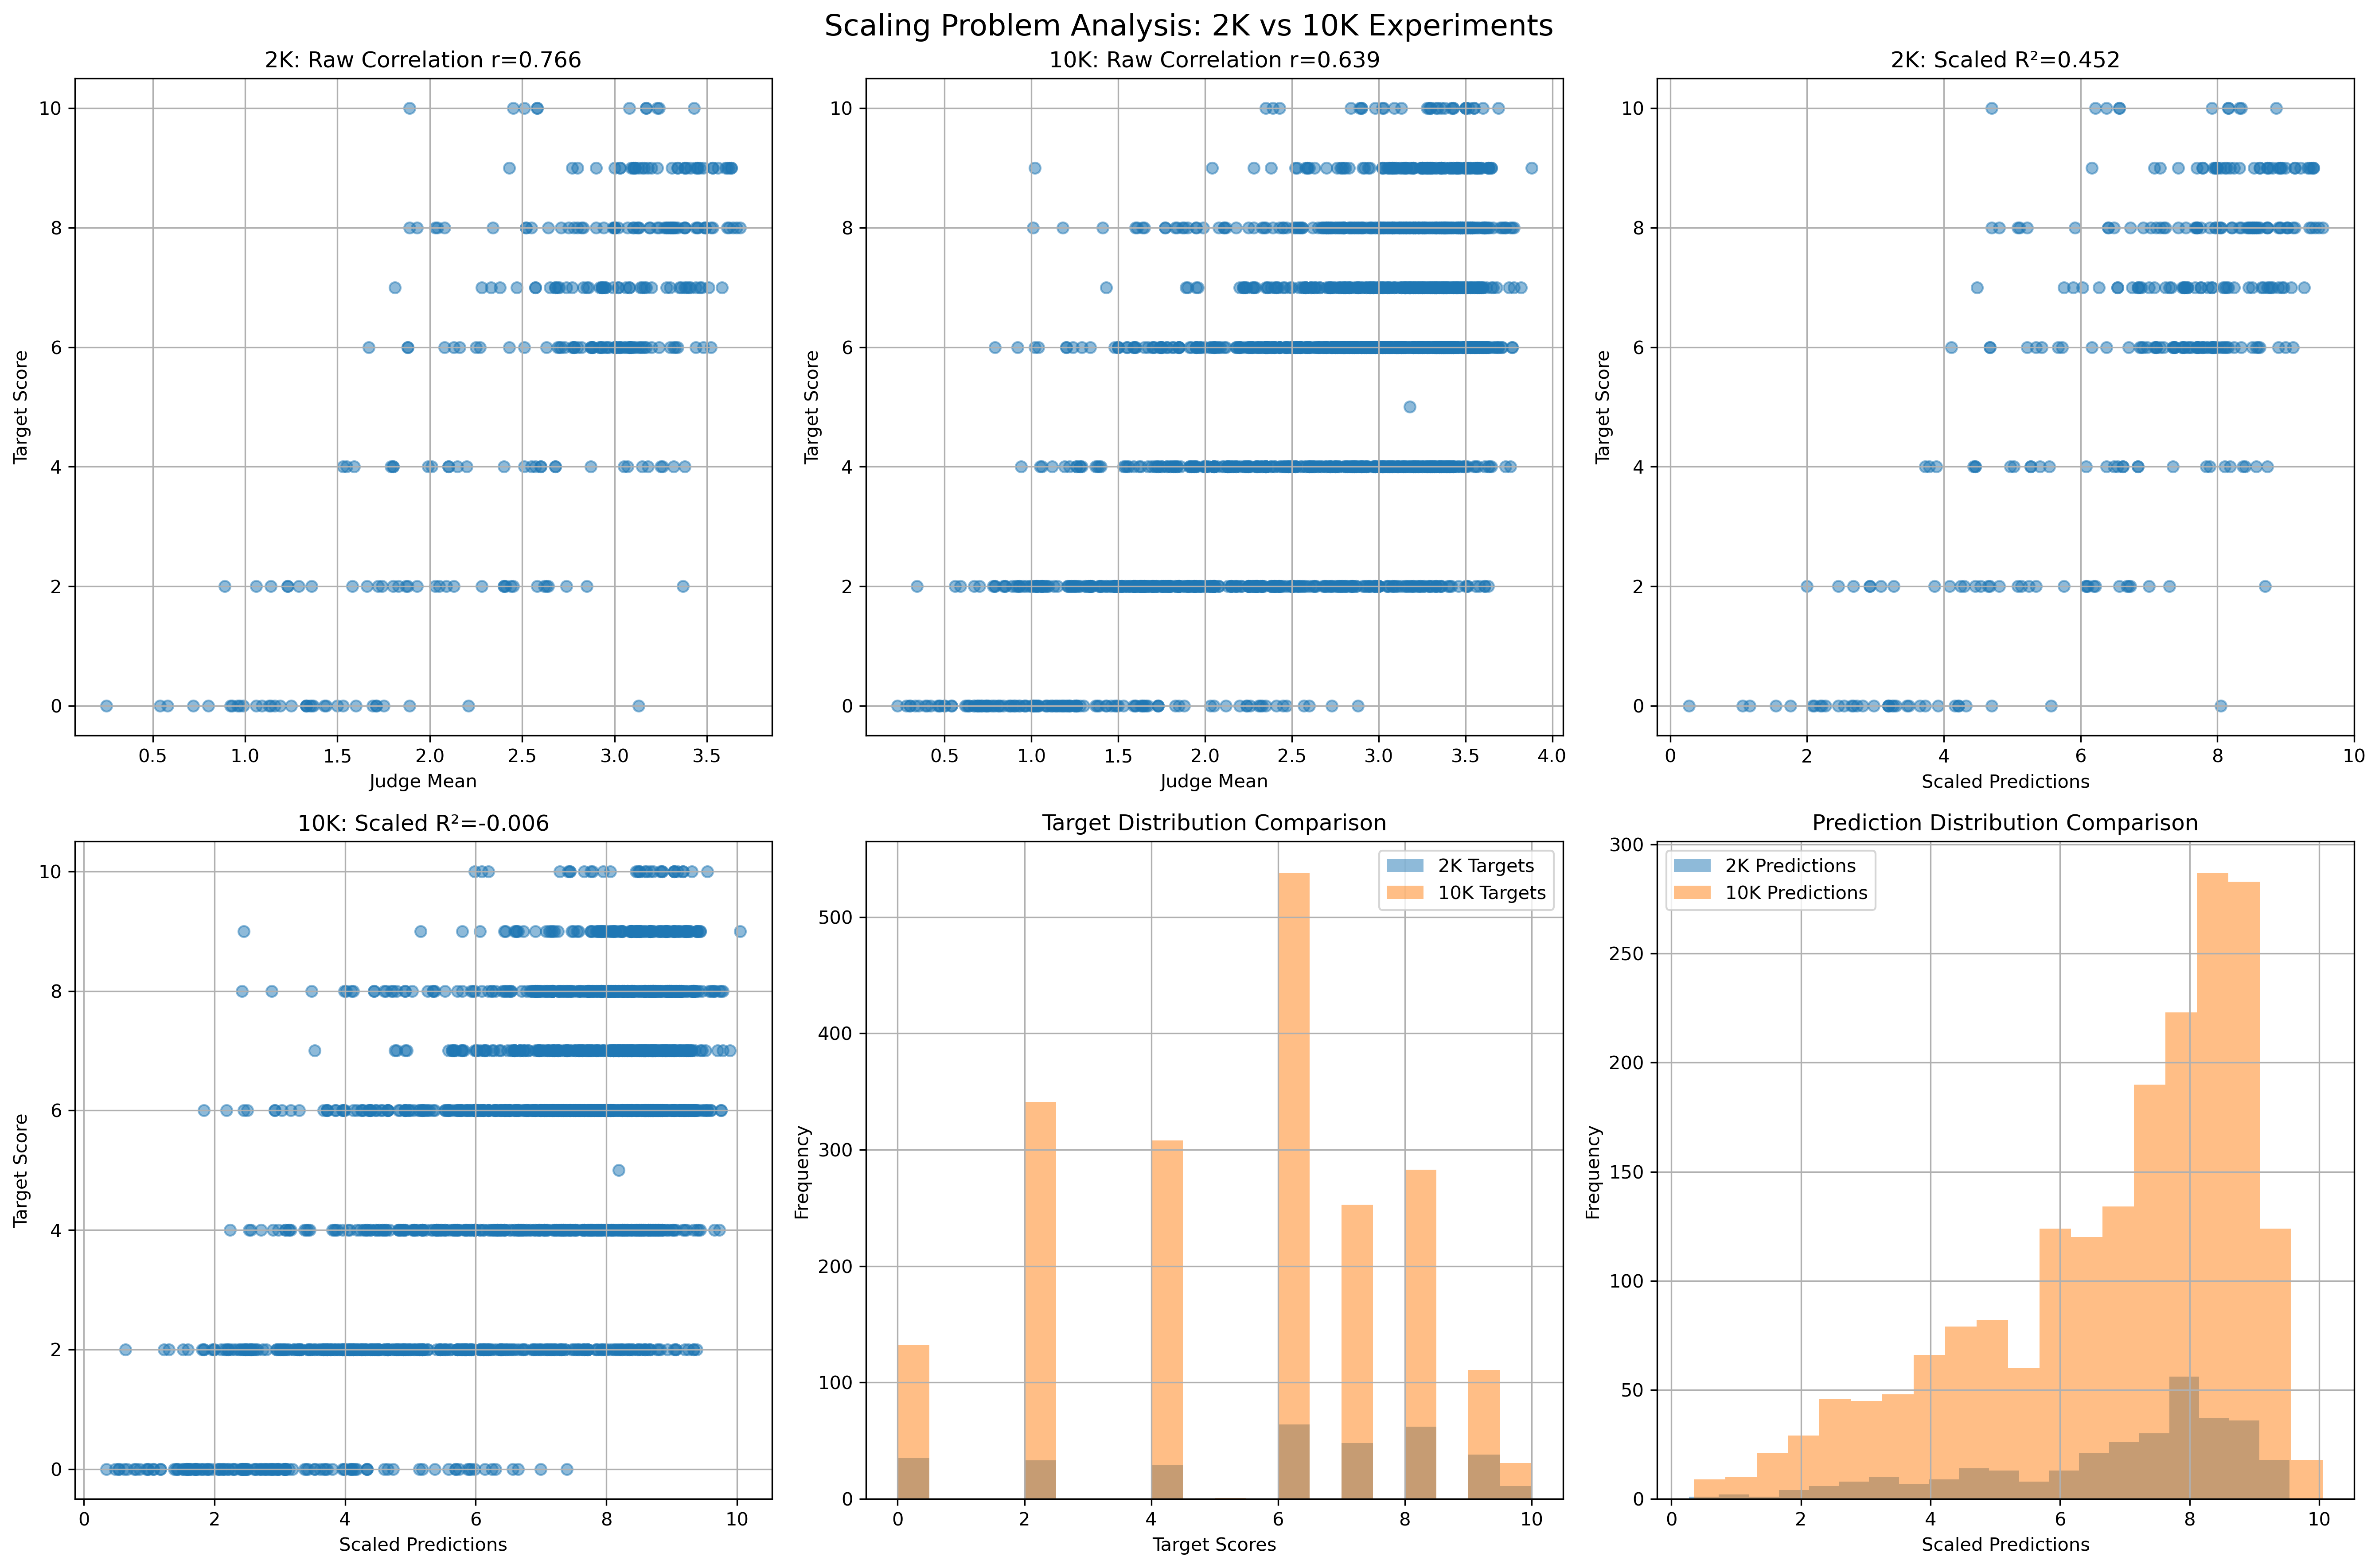 Scaling Problem Analysis: 2K vs 10K Experiments
2K: Raw Correlation r=0.766
Target Score
10
8
6
4
2
0
0.5 1.0 1.5 2.0 2.5 3.0 3.5
Judge Mean
10K: Raw Correlation r=0.639
Target Score
10
8
6
4
2
0
0.5 1.0 1.5 2.0 2.5 3.0 3.5 4.0
Judge Mean
2K: Scaled R²=0.452
Target Score
10
8
6
4
2
0
0 2 4 6 8 10
Scaled Predictions
10K: Scaled R²=-0.006
Target Score
10
8
6
4
2
0
0 2 4 6 8 10
Scaled Predictions
Target Distribution Comparison
2K Targets
10K Targets
Frequency
500
400
300
200
100
0
0 2 4 6 8 10
Target Scores
Prediction Distribution Comparison
2K Predictions
10K Predictions
Frequency
300
250
200
150
100
50
0
0 2 4 6 8 10
Scaled Predictions